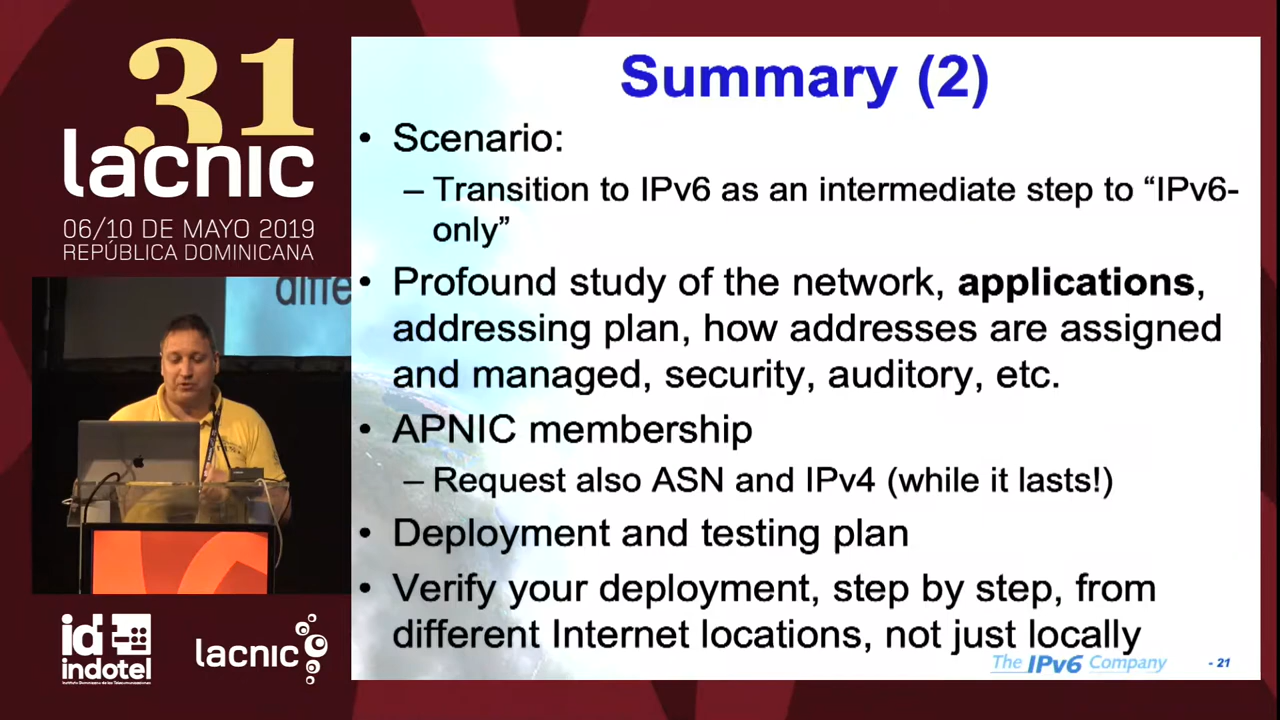 31
lacnic
06/10 DE MAYO 2019
REPÚBLICA DOMINICANA
diffe
id
indotel
lacnic
Summary (2)
• Scenario:
– Transition to IPv6 as an intermediate step to “IPv6-
only”
• Profound study of the network, applications,
addressing plan, how addresses are assigned
and managed, security, auditory, etc.
• APNIC membership
– Request also ASN and IPv4 (while it lasts!)
• Deployment and testing plan
• Verify your deployment, step by step, from
different Internet locations, not just locally
The IPv6 Company
- 21